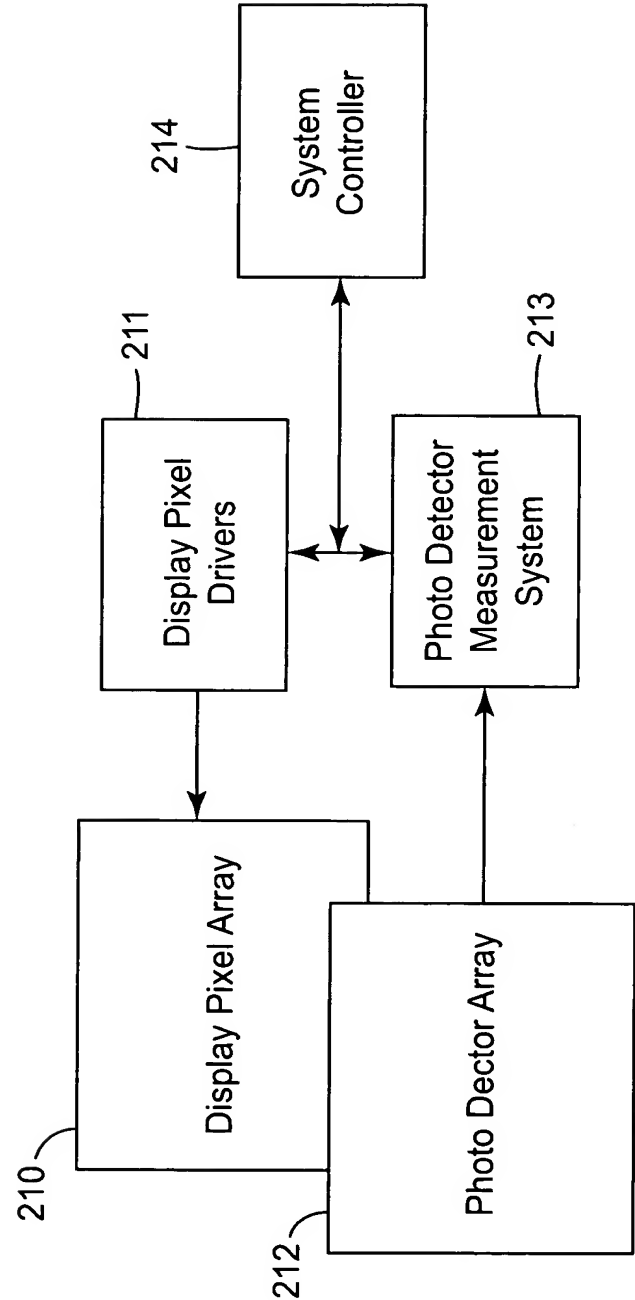 210
Display Pixel Array
212
Photo Dector Array
211
Display Pixel
Drivers
213
Photo Detector
Measurement
System
214
System
Controller